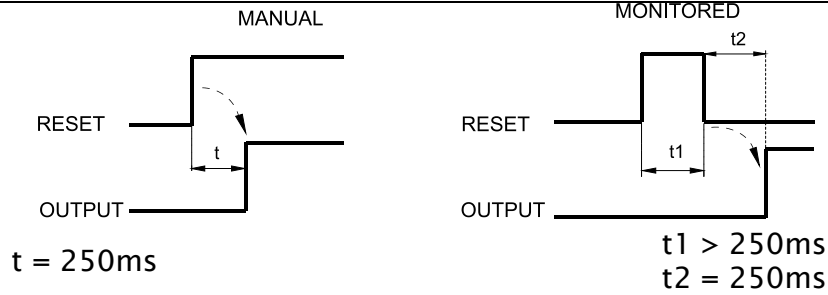 MANUAL
RESET
t
OUTPUT
t = 250ms
MONITORED
t2
RESET
t1
OUTPUT
t1 > 250ms
t2 = 250ms